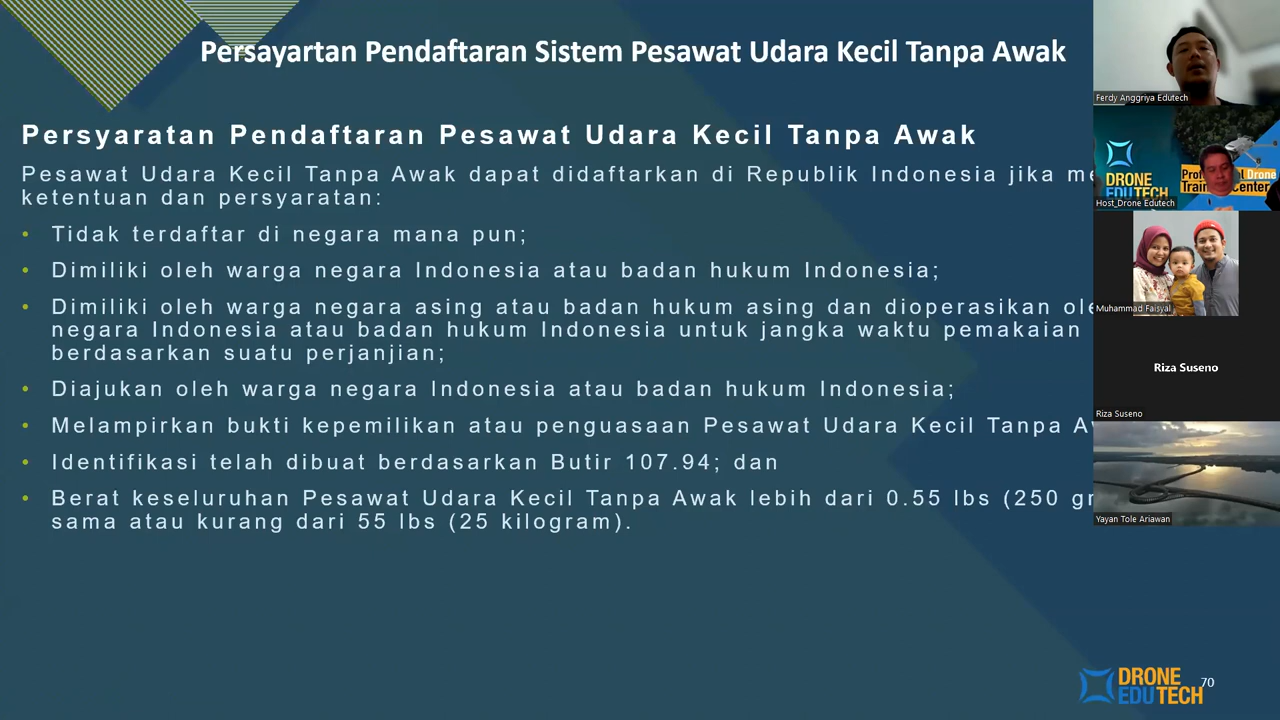 Persayartan Pendaftaran Sistem Pesawat Udara Kecil Tanpa Awak
Persyaratan Pendaftaran Pesawat Udara Kecil Tanpa Awak
Pesawat Udara Kecil Tanpa Awak dapat didaftarkan di Republik Indonesia jika
ketentuan dan persyaratan:
• Tidak terdaftar di negara mana pun;
• Dimiliki oleh warga negara Indonesia atau badan hukum Indonesia;
• Dimiliki oleh warga negara asing atau badan hukum asing dan dioperasikan
negara Indonesia atau badan hukum Indonesia untuk jangka waktu pemakaian
berdasarkan suatu perjanjian;
• Diajukan oleh warga negara Indonesia atau badan hukum Indonesia;
• Melampirkan bukti kepemilikan atau penguasaan Pesawat Udara Kecil Tanpa
• Identifikasi telah dibuat berdasarkan Butir 107.94; dan
• Berat keseluruhan Pesawat Udara Kecil Tanpa Awak lebih dari 0.55 lbs (250
sama atau kurang dari 55 lbs (25 kilogram).
DRONE
EDUTECH
70
Ferdy Anggriya Edutech
DRONE
EDUTECH
Drone
Center
Host_Drone Edutech
Muhammad Faisyal
Riza Suseno
Riza Suseno
Yayan Tole Ariawan